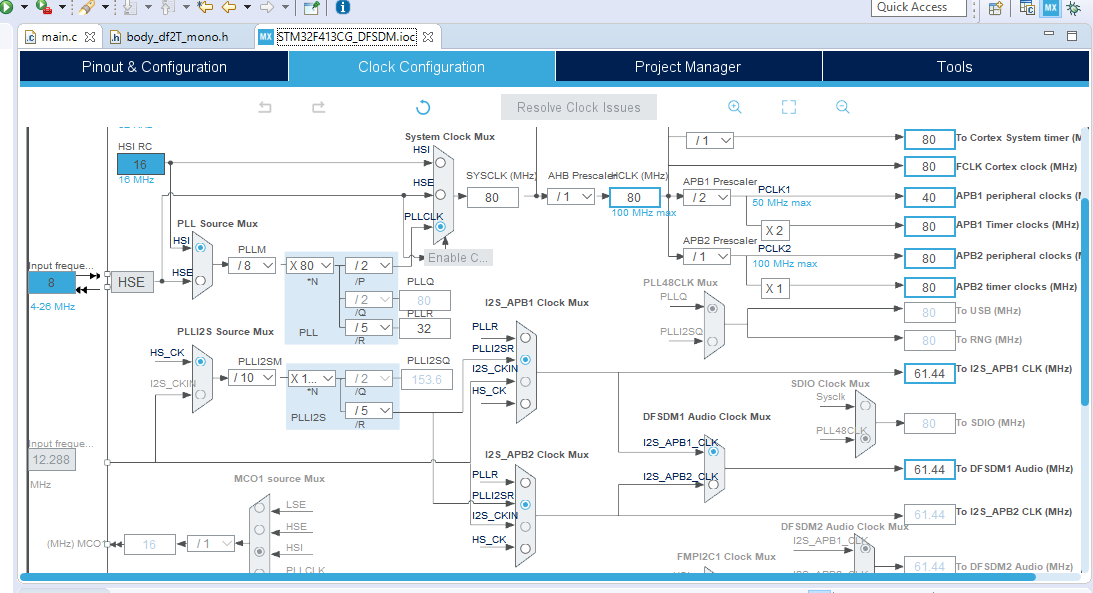 Quick Access
main.c
body_df2T_mono.h
MX STM32F413CG_DFSDM.ioc
MX
Pinout & Configuration
Clock Configuration
Project Manager
Tools
Resolve Clock Issues
System Clock Mux
HSI RC
16
16 MHz
HSI
HSE
PLLCLK
Enable C...
SYSCLK (MHz)
80
AHB Prescaler
/ 1
HCLK (MHz)
80
100 MHz max
/ 1
80
To Cortex System timer (M
80
FCLK Cortex clock (MHz)
APB1 Prescaler
/ 2
PCLK1
50 MHz max
40
APB1 peripheral clocks (
X 2
80
APB1 Timer clocks (MHz)
APB2 Prescaler
/ 1
PCLK2
100 MHz max
80
APB2 peripheral clocks (
X 1
80
APB2 timer clocks (MHz)
PLL Source Mux
HSI
HSE
PLLM
/ 8
Input freque...
8
4-26 MHz
HSE
X 80
*N
/ 2
/P
/ 2
/Q
/ 5
/R
PLL
PLLQ
80
PLLR
32
PLL48CLK Mux
PLLQ
PLLI2SQ
80
To USB (MHz)
80
To RNG (MHz)
PLLI2S Source Mux
HS_CK
I2S_CKIN
PLLI2SM
/ 10
X 1...
*N
/ 2
/Q
/ 5
/R
PLLI2S
PLLI2SQ
153.6
I2S_APB1 Clock Mux
PLLR
PLLI2SR
I2S_CKIN
HS_CK
61.44
To I2S_APB1 CLK (MHz)
SDIO Clock Mux
Sysclk
PLL48CLK
80
To SDIO (MHz)
DFSDM1 Audio Clock Mux
I2S_APB1_CLK
I2S_APB2_CLK
61.44
To DFSDM1 Audio (MHz)
Input freque...
12.288
MHz
I2S_APB2 Clock Mux
PLLR
PLLI2SR
I2S_CKIN
HS_CK
61.44
To I2S_APB2 CLK (MHz)
MCO1 source Mux
LSE
HSE
HSI
PLLCLK
(MHz) MCO1
16
/ 1
DFSDM2 Audio Clock Mux
I2S_APB1_CLK
61.44
To DFSDM2 Audio (MHz)
FMPI2C1 Clock Mux